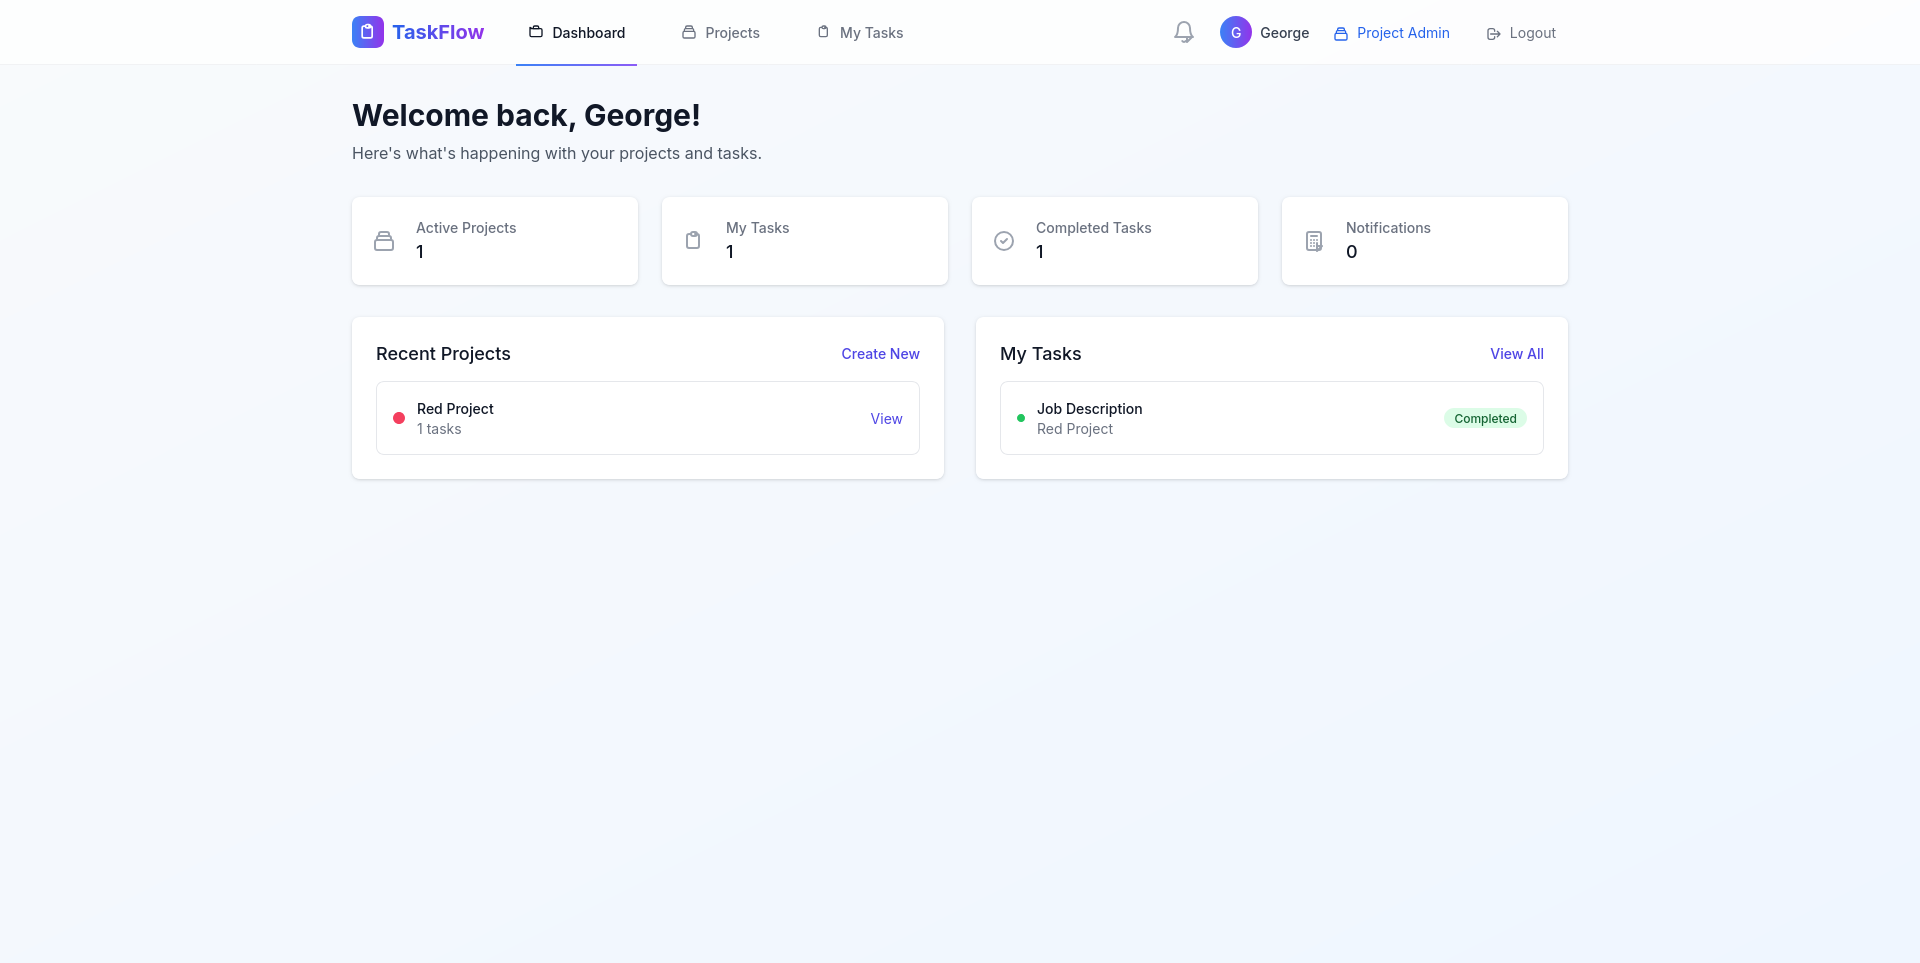 TaskFlow
Dashboard
Projects
My Tasks
G
George
Project Admin
Logout
Welcome back, George!
Here's what's happening with your projects and tasks.
Active Projects
1
My Tasks
1
Completed Tasks
1
Notifications
0
Recent Projects
Create New
Red Project
1 tasks
View
My Tasks
View All
Job Description
Red Project
Completed